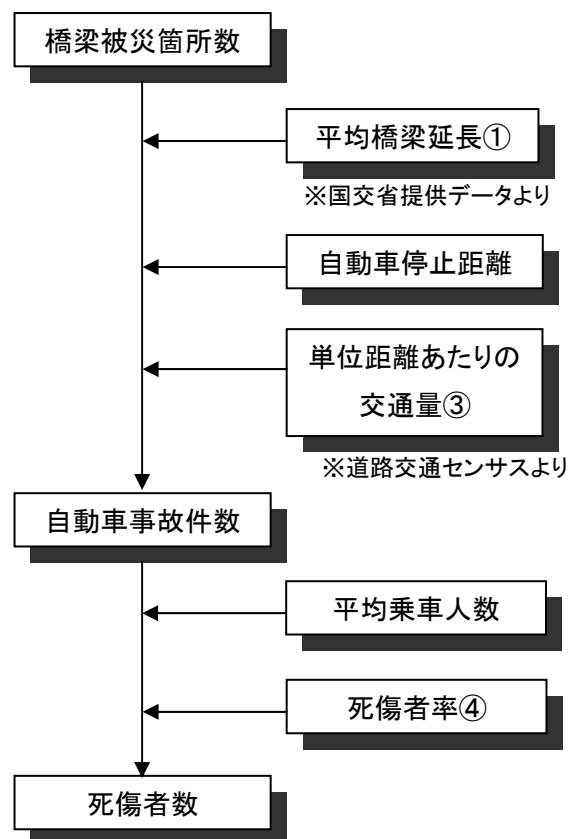 橋梁被災箇所数
平均橋梁延長①
※国交省提供データより
自動車停止距離
単位距離あたりの
交通量③
※道路交通センサスより
自動車事故件数
平均乗車人数
死傷者率④
死傷者数